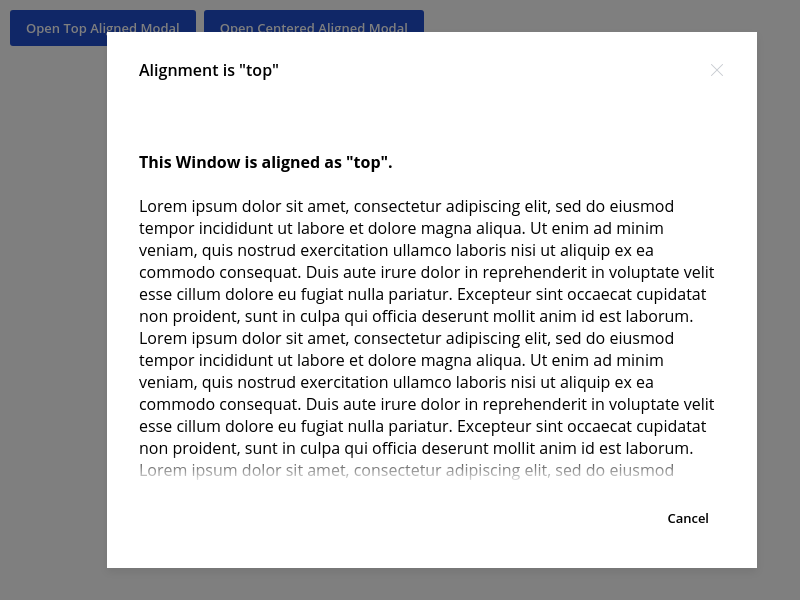 Open Top Aligned Modal
Open Centered Aligned Modal
Alignment is "top"
This Window is aligned as "top".
Lorem ipsum dolor sit amet, consectetur adipiscing elit, sed do eiusmod
tempor incididunt ut labore et dolore magna aliqua. Ut enim ad minim
veniam, quis nostrud exercitation ullamco laboris nisi ut aliquip ex ea
commodo consequat. Duis aute irure dolor in reprehenderit in voluptate velit
esse cillum dolore eu fugiat nulla pariatur. Excepteur sint occaecat cupidatat
non proident, sunt in culpa qui officia deserunt mollit anim id est laborum.
Lorem ipsum dolor sit amet, consectetur adipiscing elit, sed do eiusmod
tempor incididunt ut labore et dolore magna aliqua. Ut enim ad minim
veniam, quis nostrud exercitation ullamco laboris nisi ut aliquip ex ea
commodo consequat. Duis aute irure dolor in reprehenderit in voluptate velit
esse cillum dolore eu fugiat nulla pariatur. Excepteur sint occaecat cupidatat
non proident, sunt in culpa qui officia deserunt mollit anim id est laborum.
Lorem ipsum dolor sit amet, consectetur adipiscing elit, sed do eiusmod
Cancel